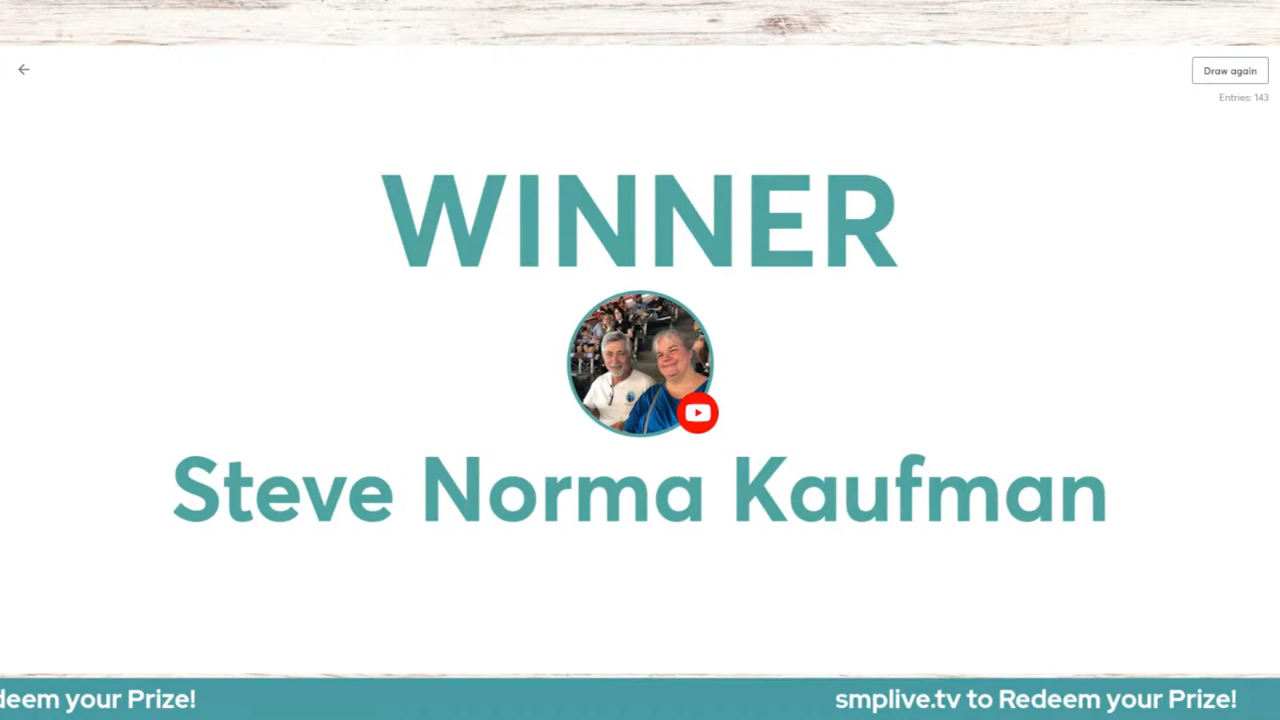 Draw again
Entries: 143
WINNER
Steve Norma Kaufman
deem your Prize! smplive.tv to Redeem your Prize!